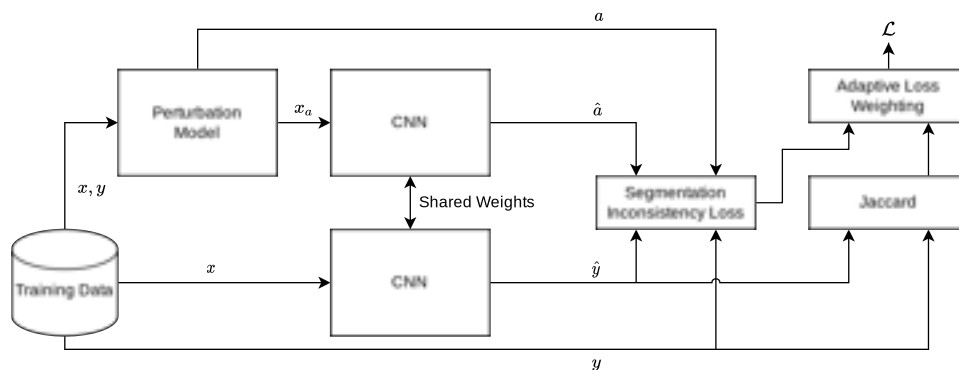 a
ℒ
Perturbation
Model
x_a
CNN
â
Adaptive Loss
Weighting
x, y
Shared Weights
Segmentation
Inconsistency Loss
Jaccard
Training Data
x
CNN
ŷ
y